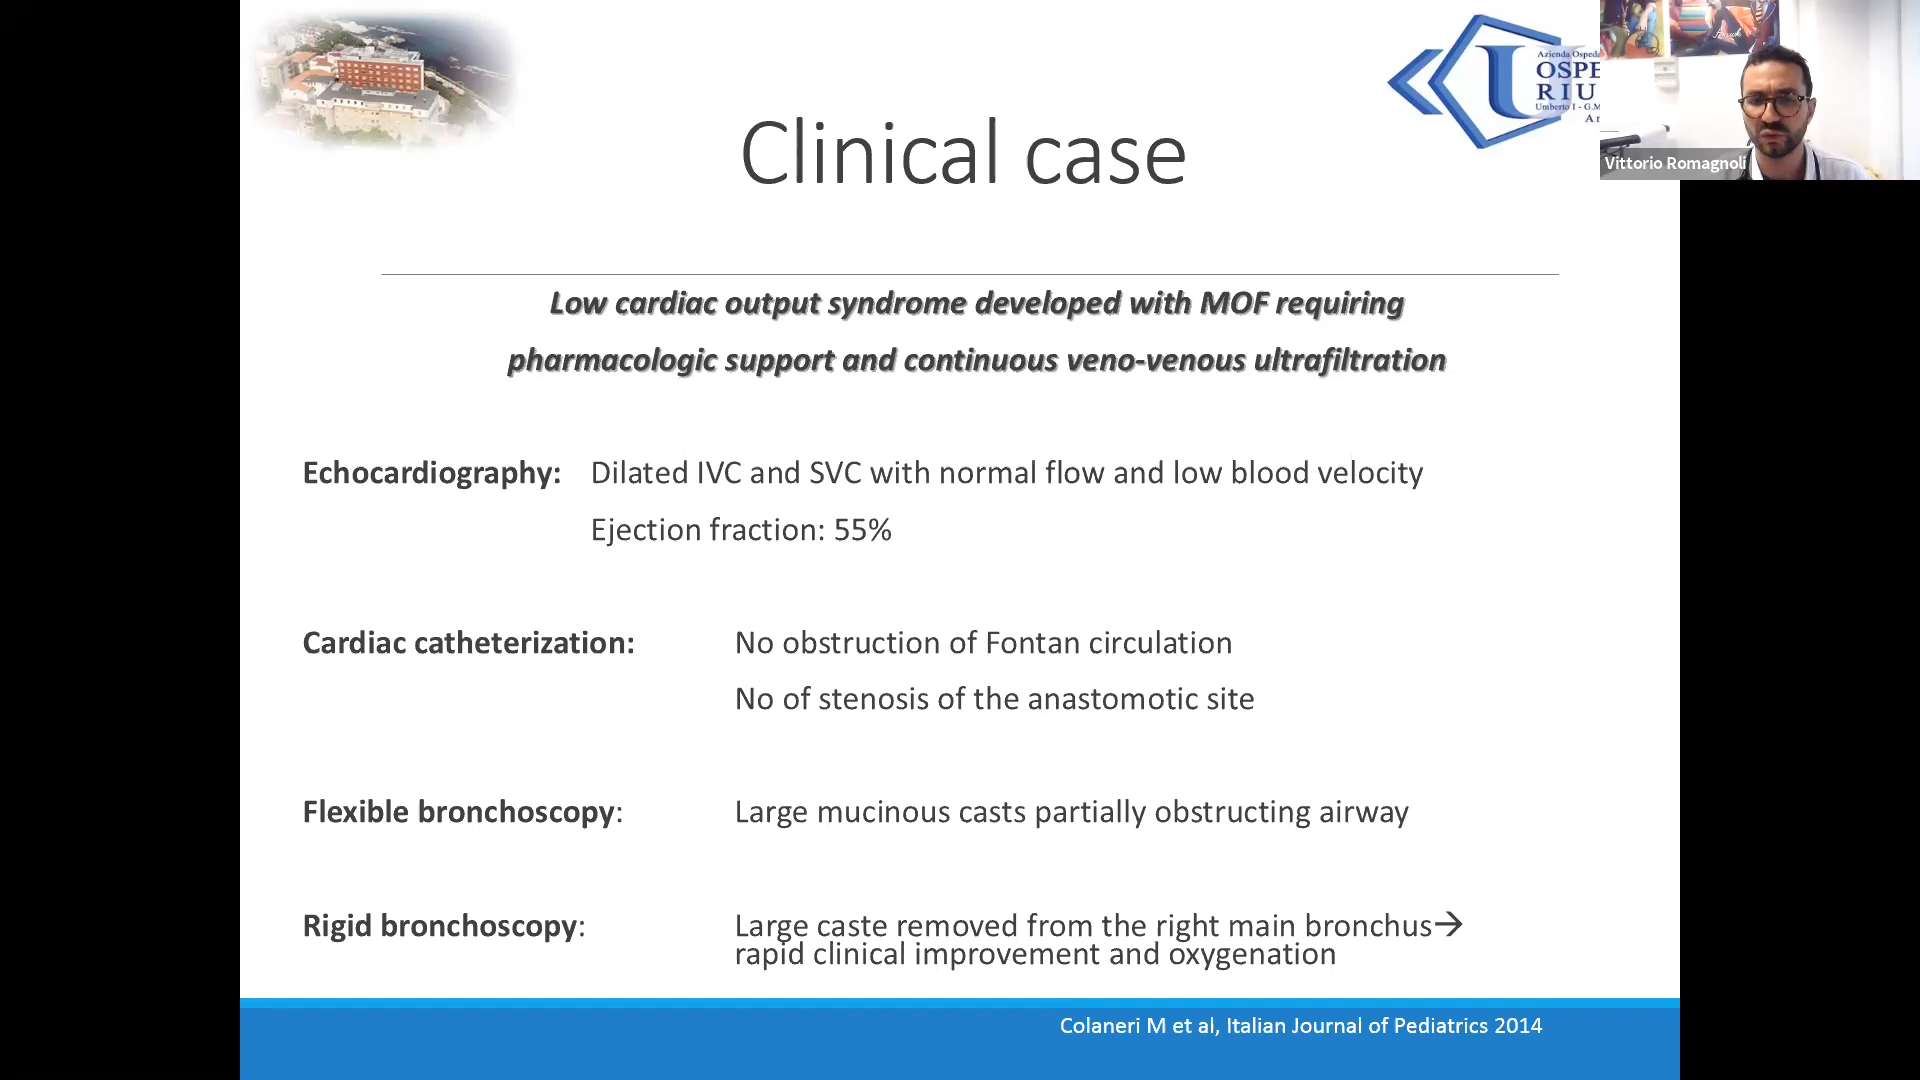 Azienda Osped
OSPE
RIU
Umberto I - G.M
An
Vittorio Romagnoli
Clinical case
Low cardiac output syndrome developed with MOF requiring
pharmacologic support and continuous veno-venous ultrafiltration
Echocardiography: Dilated IVC and SVC with normal flow and low blood velocity
Ejection fraction: 55%
Cardiac catheterization: No obstruction of Fontan circulation
No of stenosis of the anastomotic site
Flexible bronchoscopy: Large mucinous casts partially obstructing airway
Rigid bronchoscopy: Large caste removed from the right main bronchus→
rapid clinical improvement and oxygenation
Colaneri M et al, Italian Journal of Pediatrics 2014